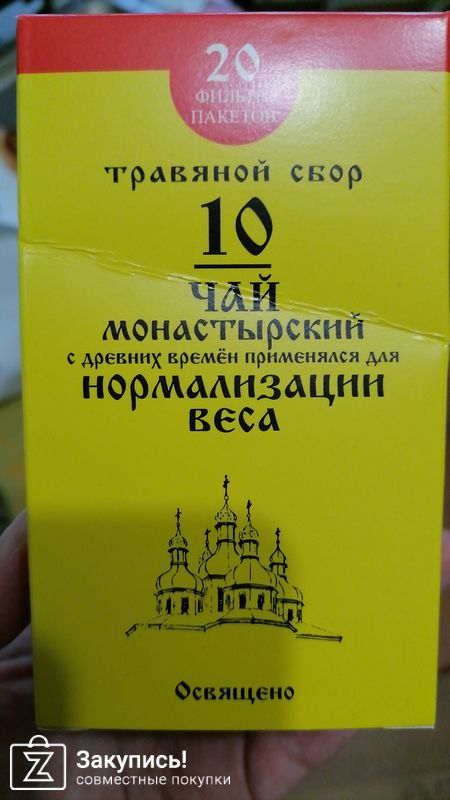 20
ФИЛЬТР
ПАКЕТОВ
ТРАВЯНОЙ СБОР
10
ЧАЙ
МОНАСТЫРСКИЙ
С ДРЕВНИХ ВРЕМЁН ПРИМЕНЯЛСЯ ДЛЯ
НОРМАЛИЗАЦИИ
ВЕСА
Освящено
Закупись!
совместные покупки